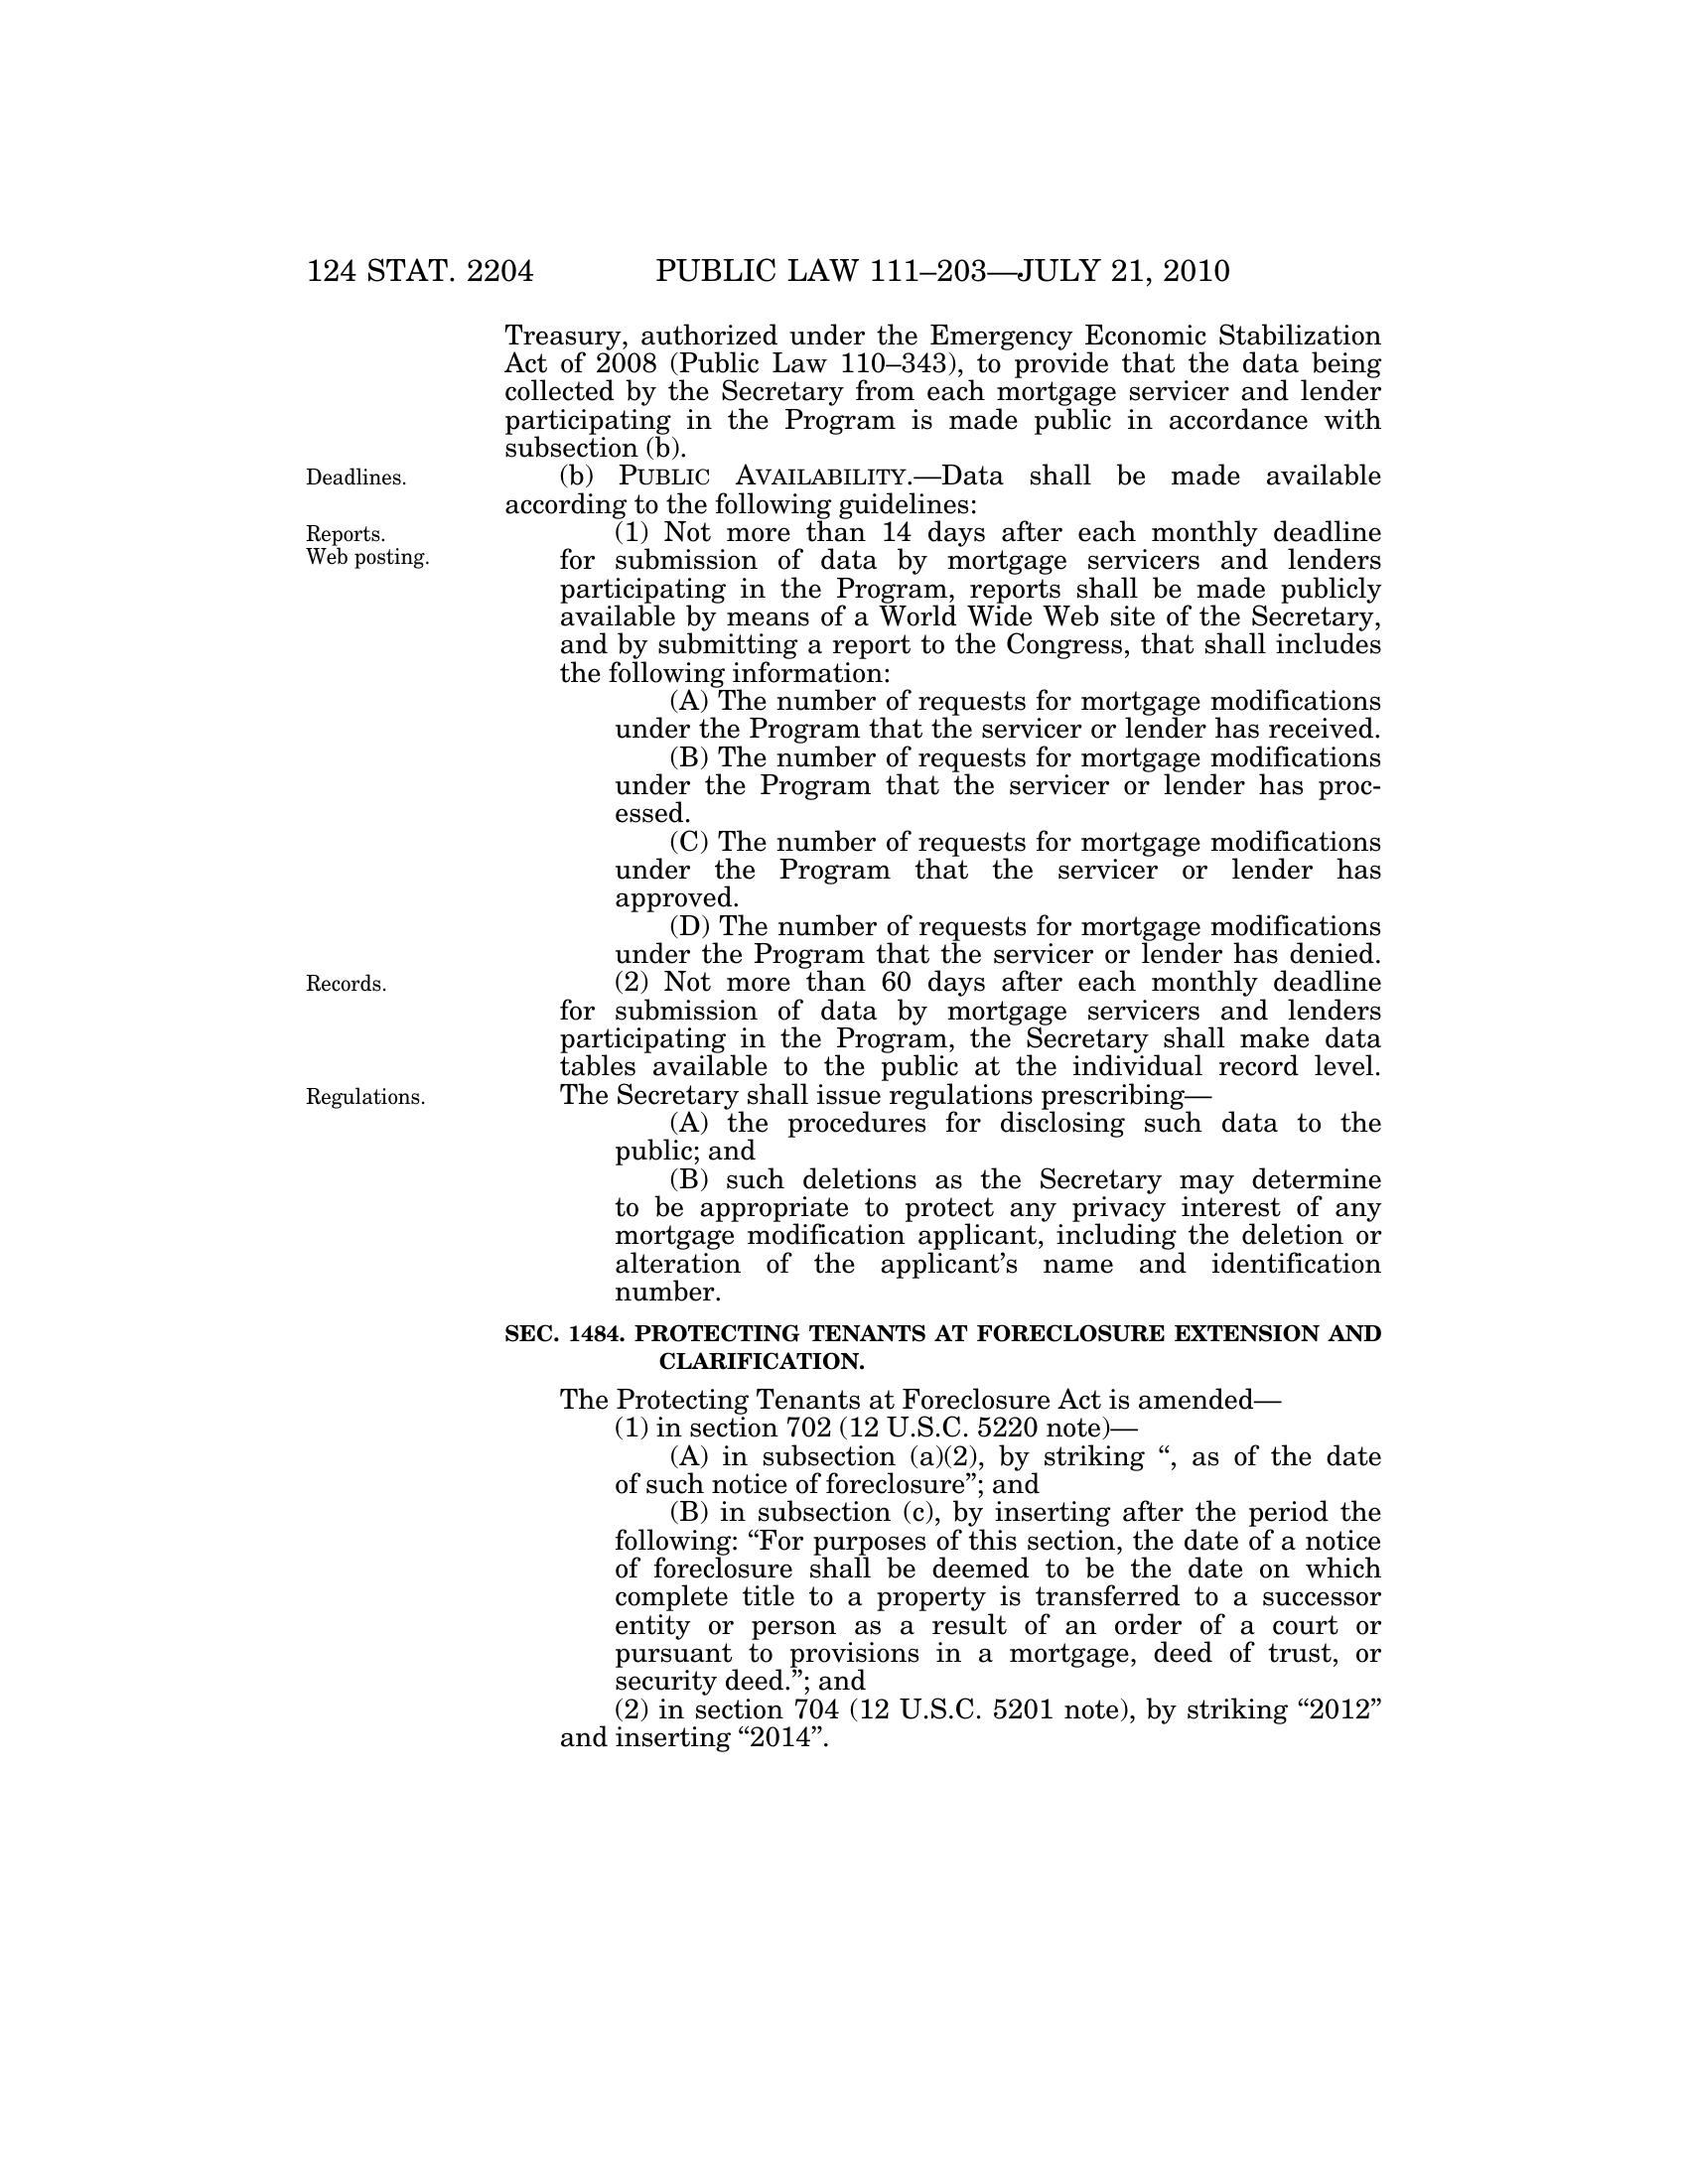 124 STAT. 2204 PUBLIC LAW 111–203—JULY 21, 2010
Treasury, authorized under the Emergency Economic Stabilization
Act of 2008 (Public Law 110–343), to provide that the data being
collected by the Secretary from each mortgage servicer and lender
participating in the Program is made public in accordance with
subsection (b).
Deadlines.
(b) PUBLIC AVAILABILITY.—Data shall be made available
according to the following guidelines:
Reports.
Web posting.
(1) Not more than 14 days after each monthly deadline
for submission of data by mortgage servicers and lenders
participating in the Program, reports shall be made publicly
available by means of a World Wide Web site of the Secretary,
and by submitting a report to the Congress, that shall includes
the following information:
(A) The number of requests for mortgage modifications
under the Program that the servicer or lender has received.
(B) The number of requests for mortgage modifications
under the Program that the servicer or lender has proc-
essed.
(C) The number of requests for mortgage modifications
under the Program that the servicer or lender has
approved.
(D) The number of requests for mortgage modifications
under the Program that the servicer or lender has denied.
Records.
(2) Not more than 60 days after each monthly deadline
for submission of data by mortgage servicers and lenders
participating in the Program, the Secretary shall make data
tables available to the public at the individual record level.
Regulations.
The Secretary shall issue regulations prescribing—
(A) the procedures for disclosing such data to the
public; and
(B) such deletions as the Secretary may determine
to be appropriate to protect any privacy interest of any
mortgage modification applicant, including the deletion or
alteration of the applicant’s name and identification
number.
SEC. 1484. PROTECTING TENANTS AT FORECLOSURE EXTENSION AND
CLARIFICATION.
The Protecting Tenants at Foreclosure Act is amended—
(1) in section 702 (12 U.S.C. 5220 note)—
(A) in subsection (a)(2), by striking “, as of the date
of such notice of foreclosure”; and
(B) in subsection (c), by inserting after the period the
following: “For purposes of this section, the date of a notice
of foreclosure shall be deemed to be the date on which
complete title to a property is transferred to a successor
entity or person as a result of an order of a court or
pursuant to provisions in a mortgage, deed of trust, or
security deed.”; and
(2) in section 704 (12 U.S.C. 5201 note), by striking “2012”
and inserting “2014”.